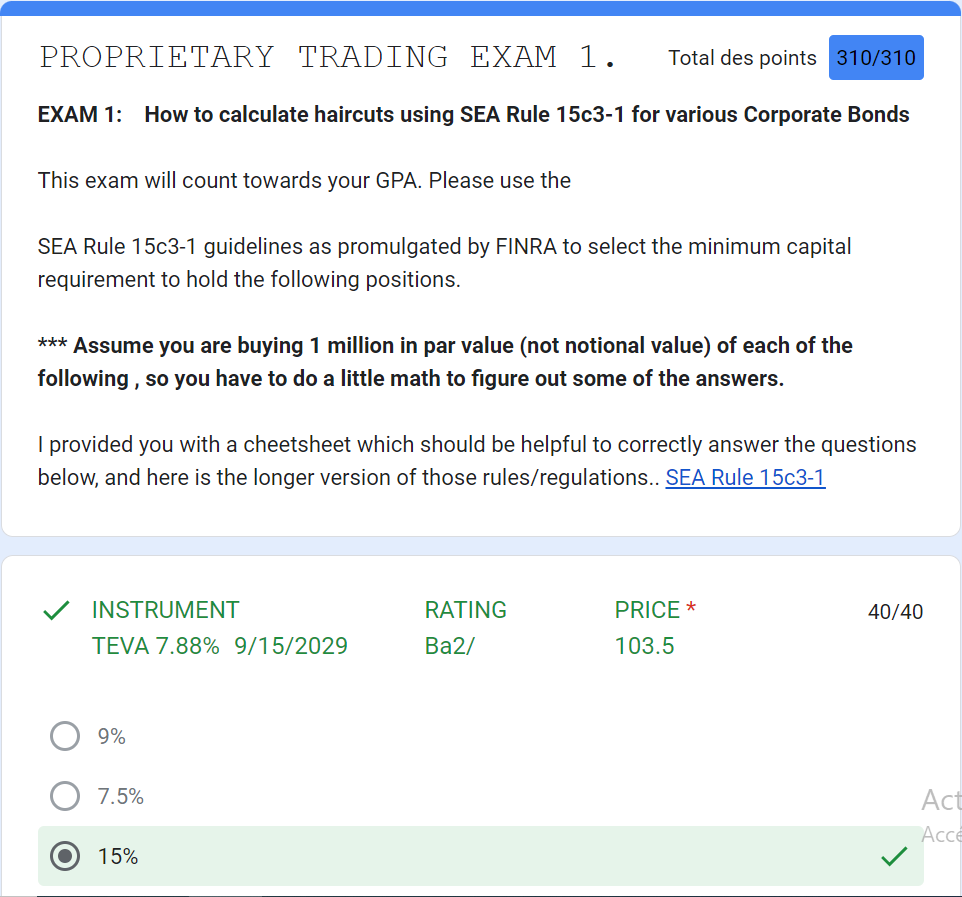 PROPRIETARY TRADING EXAM 1.
Total des points 310/310
EXAM 1: How to calculate haircuts using SEA Rule 15c3-1 for various Corporate Bonds
This exam will count towards your GPA. Please use the
SEA Rule 15c3-1 guidelines as promulgated by FINRA to select the minimum capital
requirement to hold the following positions.
*** Assume you are buying 1 million in par value (not notional value) of each of the
following , so you have to do a little math to figure out some of the answers.
I provided you with a cheetsheet which should be helpful to correctly answer the questions
below, and here is the longer version of those rules/regulations.. SEA Rule 15c3-1
INSTRUMENT RATING PRICE * 40/40
TEVA 7.88% 9/15/2029 Ba2/ 103.5
9%
7.5%
Act
15%
Accé